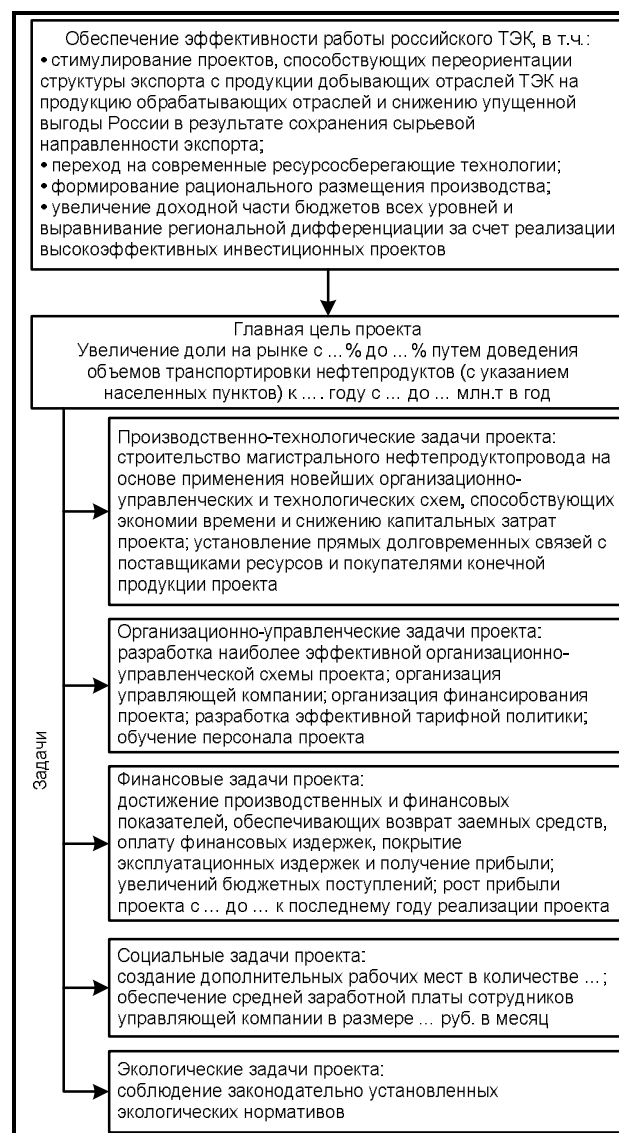 Обеспечение эффективности работы российского ТЭК, в т.ч.:
• стимулирование проектов, способствующих переориентации
структуры экспорта с продукции добывающих отраслей ТЭК на
продукцию обрабатывающих отраслей и снижению упущенной
выгоды России в результате сохранения сырьевой
направленности экспорта;
• переход на современные ресурсосберегающие технологии;
• формирование рационального размещения производства;
• увеличение доходной части бюджетов всех уровней и
выравнивание региональной дифференциации за счет реализации
высокоэффективных инвестиционных проектов
Главная цель проекта
Увеличение доли на рынке с ...% до ...% путем доведения
объемов транспортировки нефтепродуктов (с указанием
населенных пунктов) к .... году с ... до ... млн.т в год
Задачи
Производственно-технологические задачи проекта:
строительство магистрального нефтепродуктопровода на
основе применения новейших организационно-
управленческих и технологических схем, способствующих
экономии времени и снижению капитальных затрат
проекта; установление прямых долговременных связей с
поставщиками ресурсов и покупателями конечной
продукции проекта
Организационно-управленческие задачи проекта:
разработка наиболее эффективной организационно-
управленческой схемы проекта; организация
управляющей компании; организация финансирования
проекта; разработка эффективной тарифной политики;
обучение персонала проекта
Финансовые задачи проекта:
достижение производственных и финансовых
показателей, обеспечивающих возврат заемных средств,
оплату финансовых издержек, покрытие
эксплуатационных издержек и получение прибыли;
увеличений бюджетных поступлений; рост прибыли
проекта с ... до ... к последнему году реализации проекта
Социальные задачи проекта:
создание дополнительных рабочих мест в количестве ...;
обеспечение средней заработной платы сотрудников
управляющей компании в размере ... руб. в месяц
Экологические задачи проекта:
соблюдение законодательно установленных
экологических нормативов